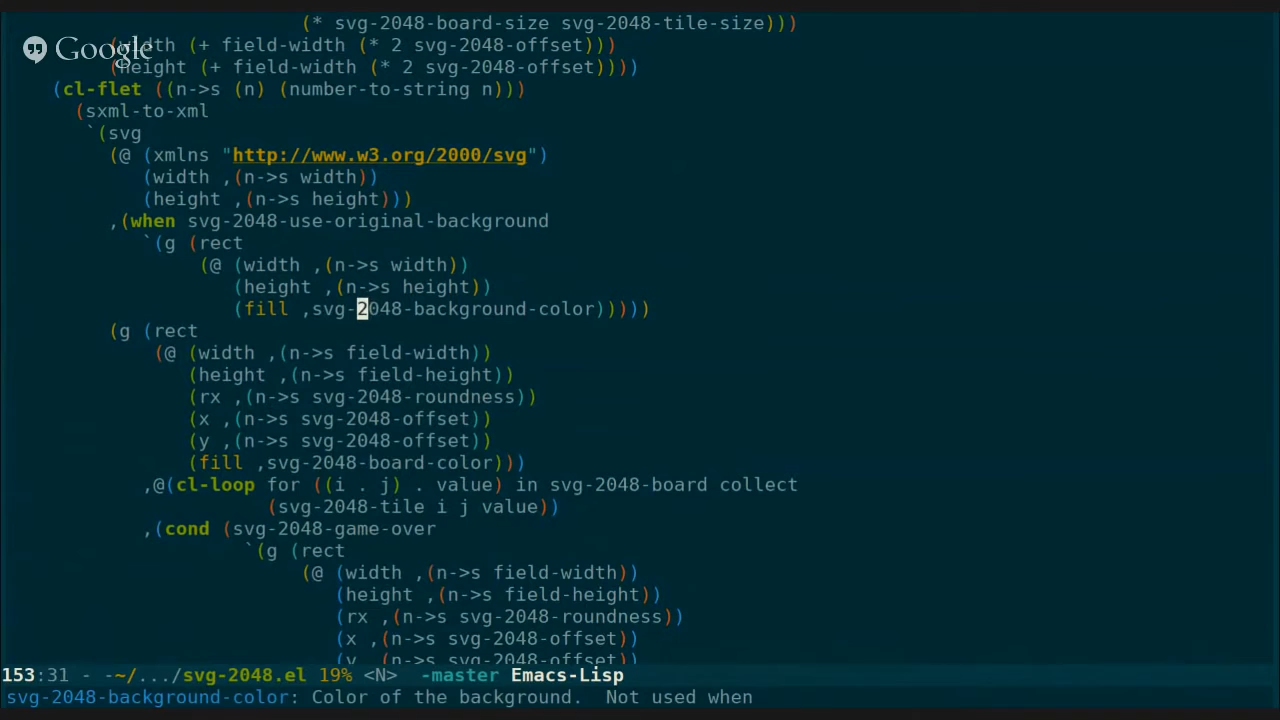 (* svg-2048-board-size svg-2048-tile-size)))
Google
(width (+ field-width (* 2 svg-2048-offset)))
(height (+ field-width (* 2 svg-2048-offset))))
(cl-flet ((n->s (n) (number-to-string n)))
(sxml-to-xml
`(svg
(@ (xmlns "http://www.w3.org/2000/svg")
(width ,(n->s width))
(height ,(n->s height)))
,(when svg-2048-use-original-background
`(g (rect
(@ (width ,(n->s width))
(height ,(n->s height))
(fill ,svg-2048-background-color)))))
(g (rect
(@ (width ,(n->s field-width))
(height ,(n->s field-height))
(rx ,(n->s svg-2048-roundness))
(x ,(n->s svg-2048-offset))
(y ,(n->s svg-2048-offset))
(fill ,svg-2048-board-color)))
,@(cl-loop for ((i . j) . value) in svg-2048-board collect
(svg-2048-tile i j value))
,(cond (svg-2048-game-over
`(g (rect
(@ (width ,(n->s field-width))
(height ,(n->s field-height))
(rx ,(n->s svg-2048-roundness))
(x ,(n->s svg-2048-offset))
(y ,(n->s svg-2048-offset))
153:31 - -~/.../svg-2048.el 19% <N> -master Emacs-Lisp
svg-2048-background-color: Color of the background. Not used when